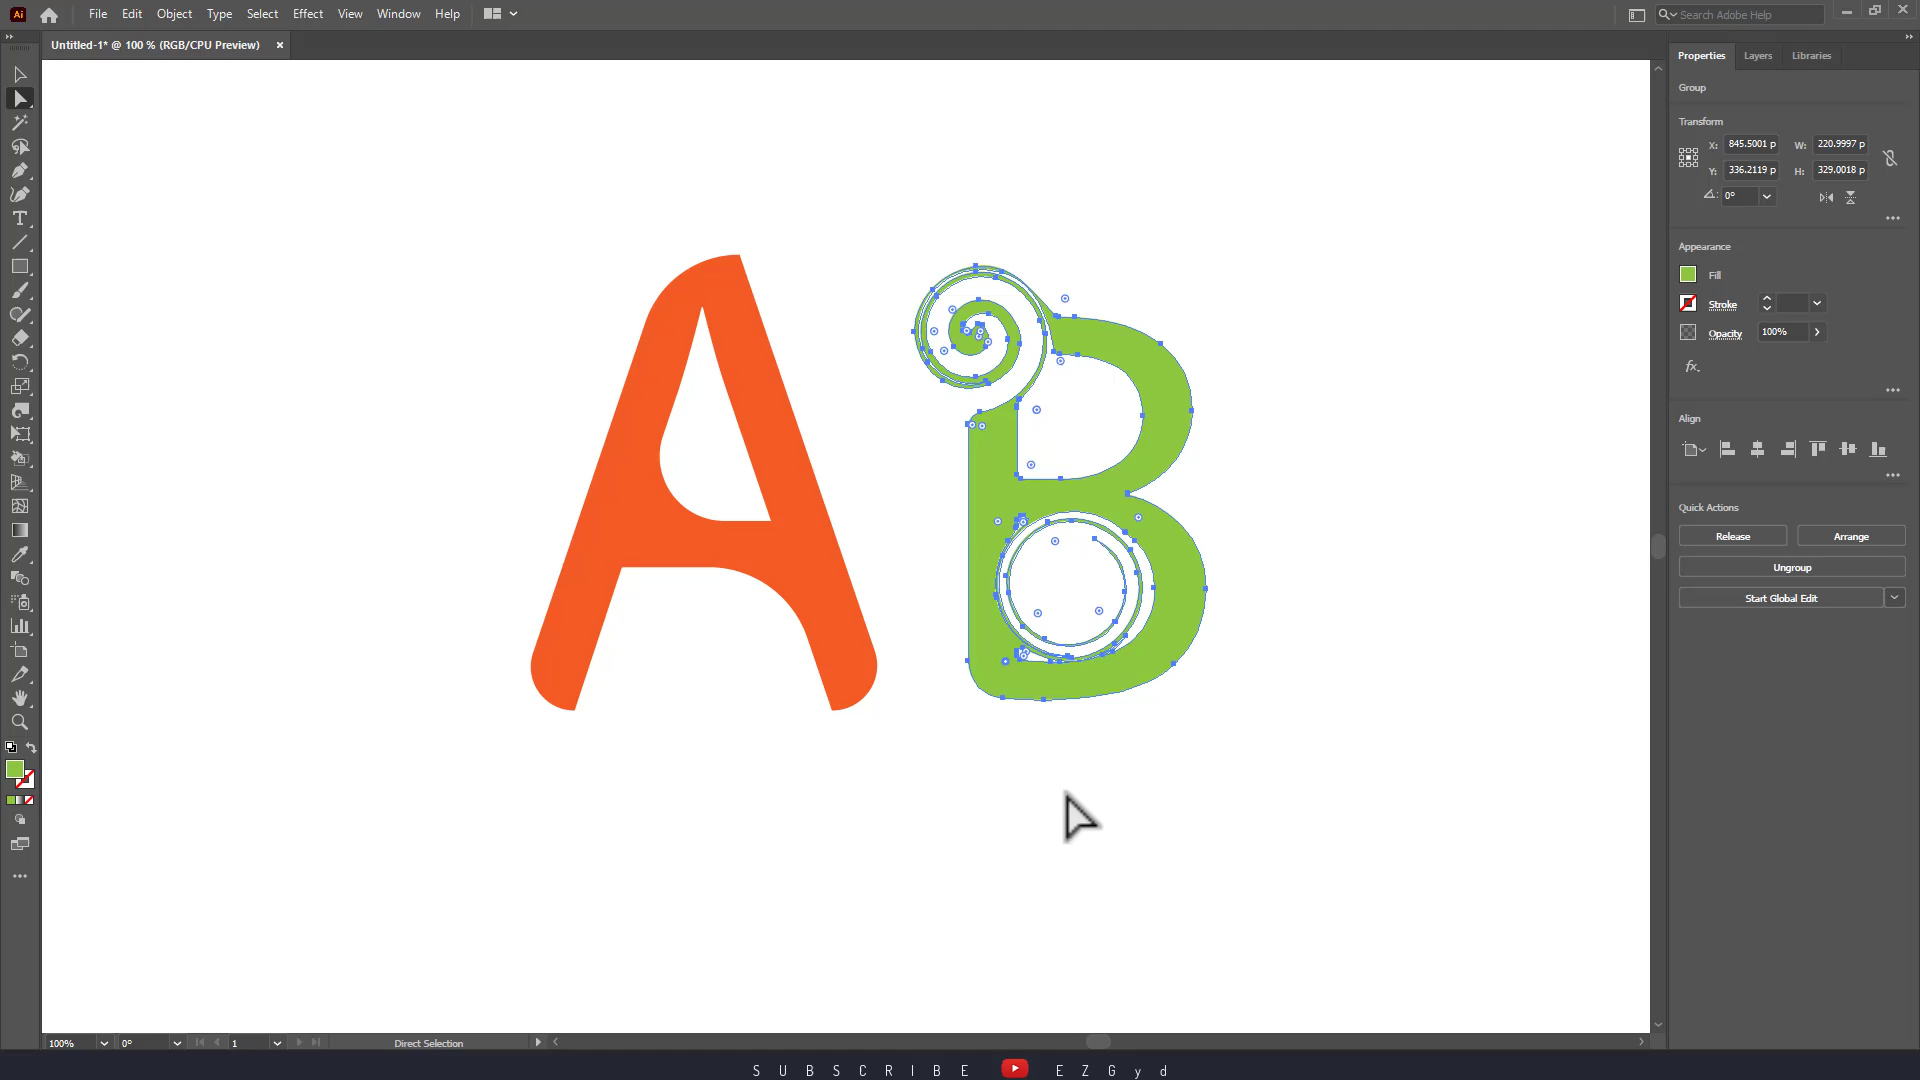 Ai File Edit Object Type Select Effect View Window Help Search Adobe Help
Untitled-1* @ 100 % (RGB/CPU Preview) ×
Properties Layers Libraries
Group
Transform
X: 845.5001 p W: 220.9997 p
Y: 336.2119 p H: 329.0018 p
0°
Appearance
Fill
Stroke
Opacity 100%
fx.
Align
Quick Actions
Release Arrange
Ungroup
Start Global Edit
A B
100% 0° 1 Direct Selection
SUBSCRIBE EZGyd